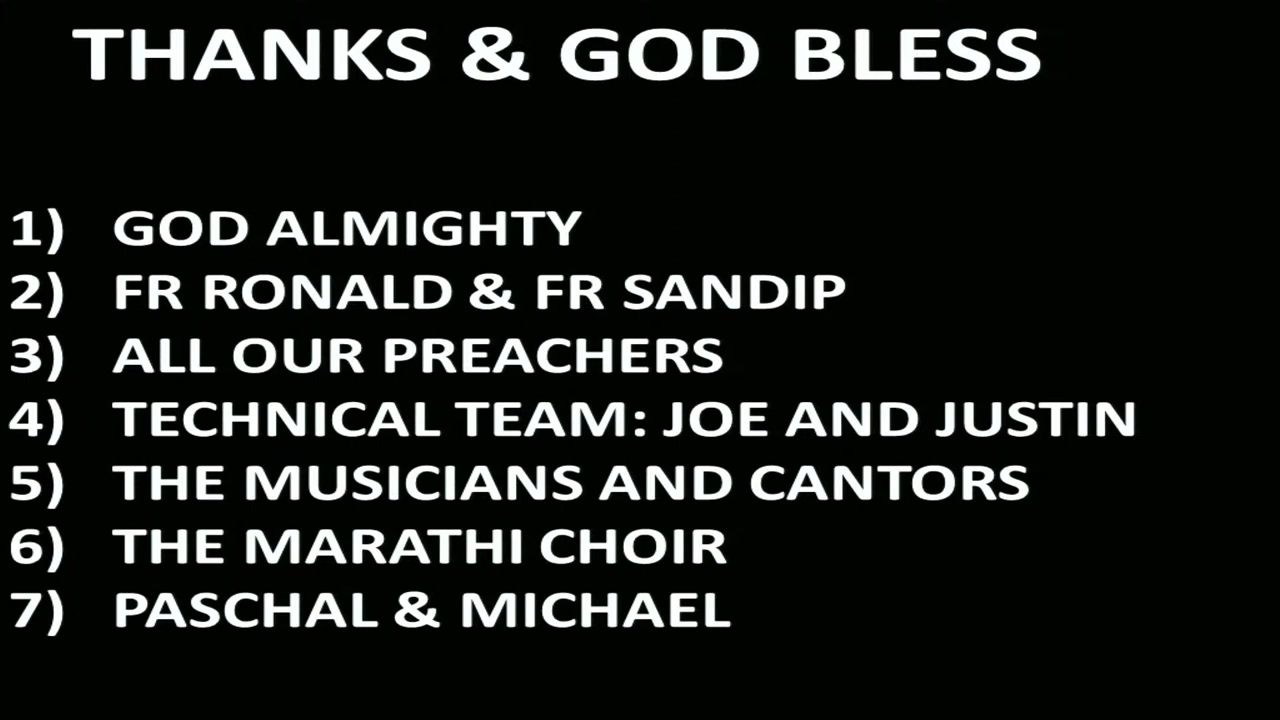 THANKS & GOD BLESS
1) GOD ALMIGHTY
2) FR RONALD & FR SANDIP
3) ALL OUR PREACHERS
4) TECHNICAL TEAM: JOE AND JUSTIN
5) THE MUSICIANS AND CANTORS
6) THE MARATHI CHOIR
7) PASCHAL & MICHAEL